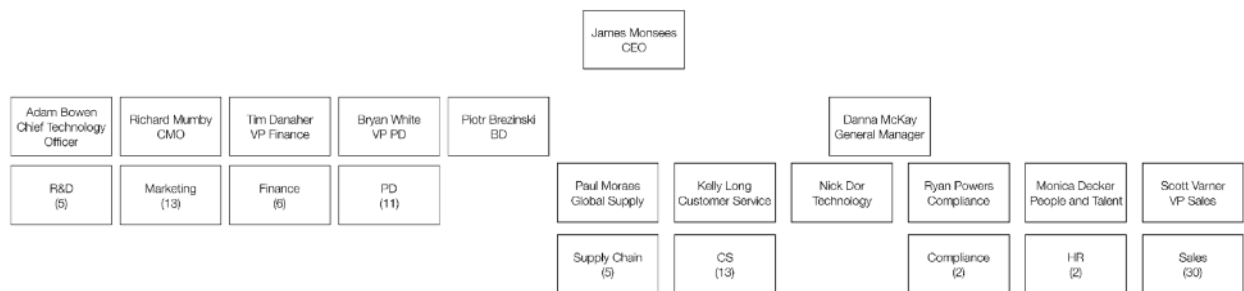 James Monsees
CEO
Adam Bowen
Chief Technology
Officer
Richard Mumby
CMO
Tim Danaher
VP Finance
Bryan White
VP PD
Piotr Brezinski
BD
Danna McKay
General Manager
R&D
(5)
Marketing
(13)
Finance
(6)
PD
(11)
Paul Moraes
Global Supply
Kelly Long
Customer Service
Nick Dor
Technology
Ryan Powers
Compliance
Monica Decker
People and Talent
Scott Varner
VP Sales
Supply Chain
(5)
CS
(13)
Compliance
(2)
HR
(2)
Sales
(30)